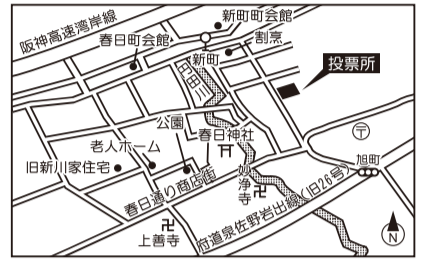 阪神高速湾岸線
新町町会館
春日町会館
割烹
新町
投票所
公園
春日神社
老人ホーム
旧新川家住宅
春日通り商店街
妙浄寺
旭町
上善寺
府道泉佐野岩出線(旧26号)
N